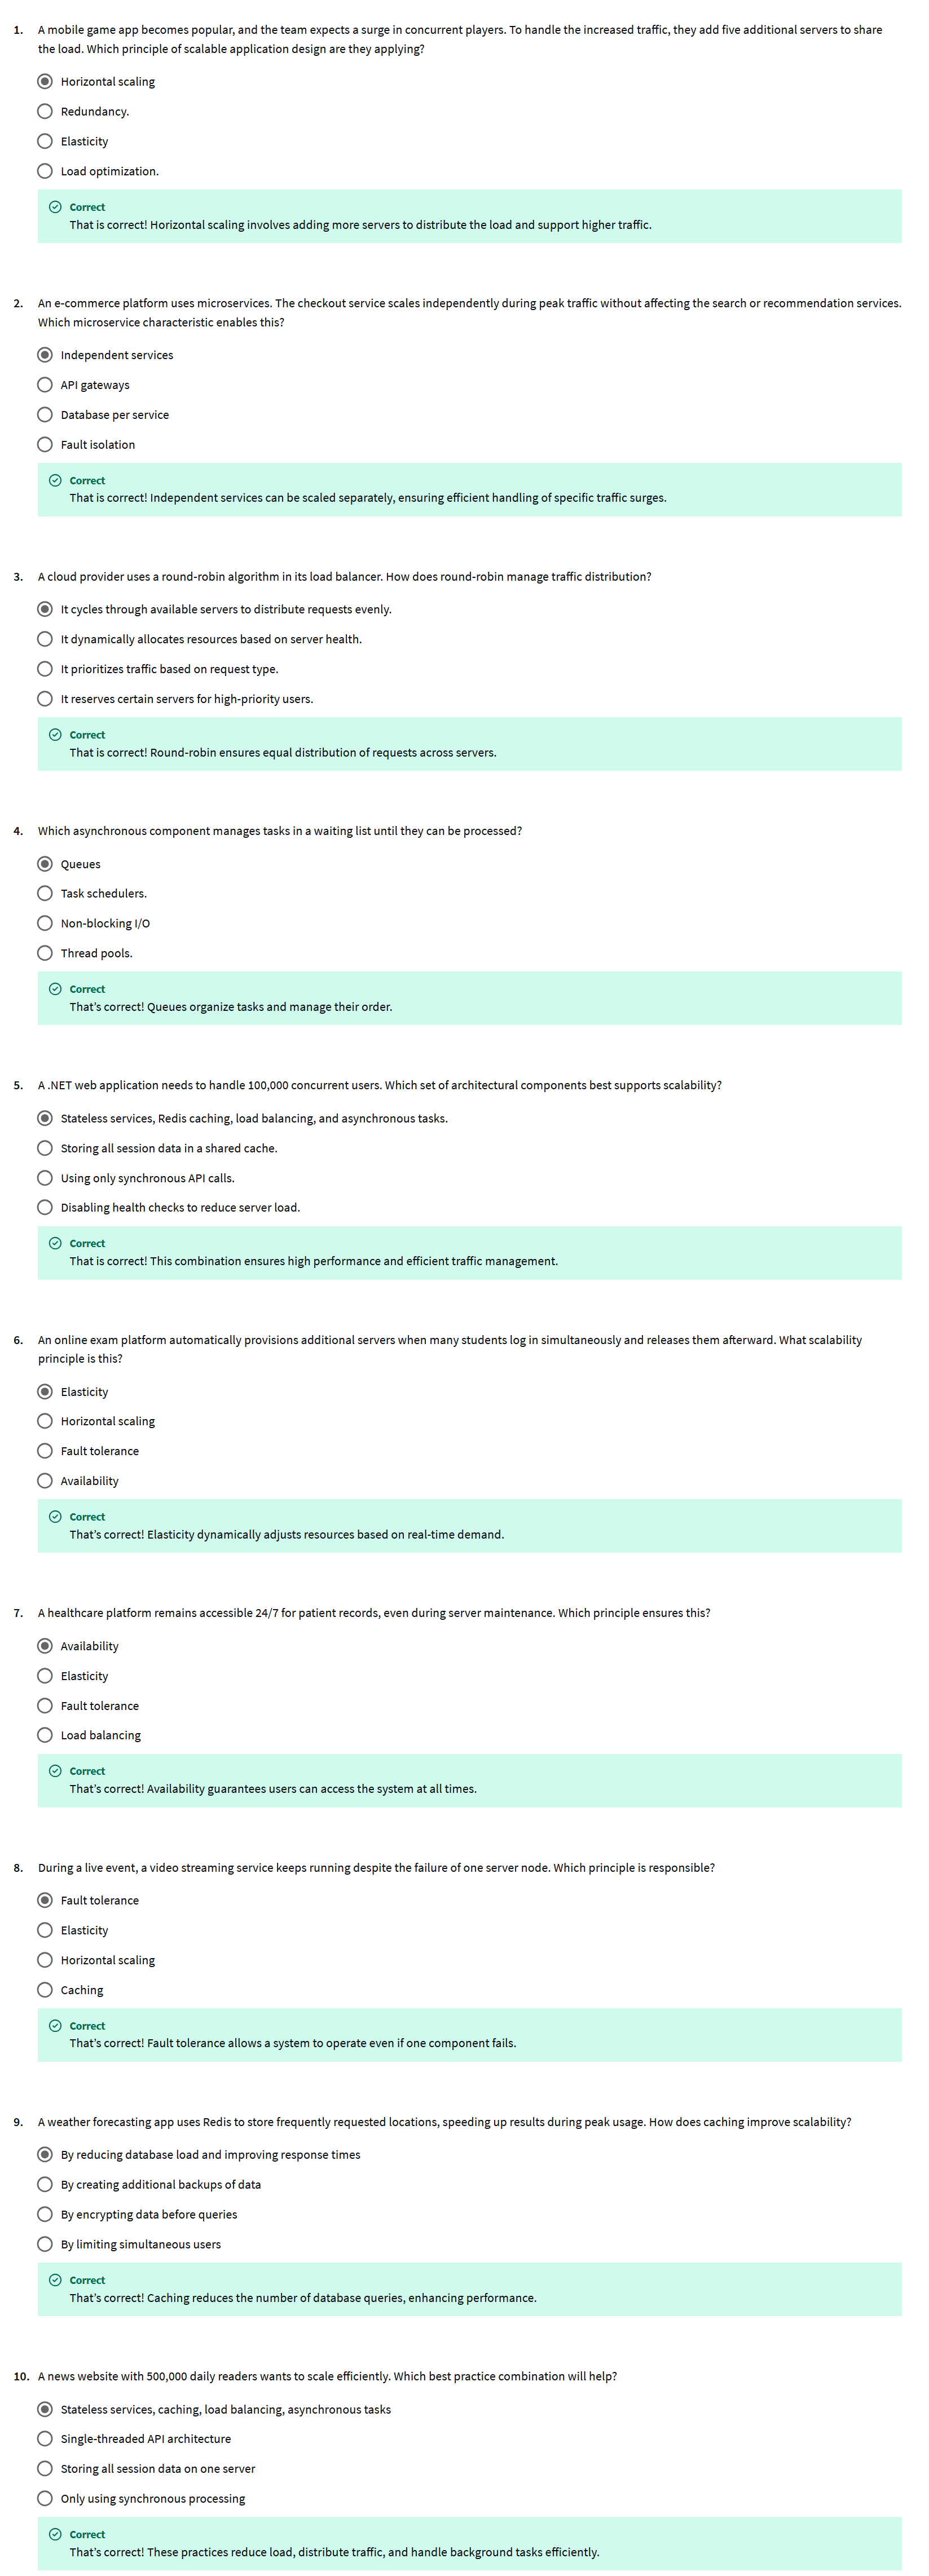 1. A mobile game app becomes popular, and the team expects a surge in concurrent players. To handle the increased traffic, they add five additional servers to share
the load. Which principle of scalable application design are they applying?
Horizontal scaling
Redundancy.
Elasticity
Load optimization.
Correct
That is correct! Horizontal scaling involves adding more servers to distribute the load and support higher traffic.
2. An e-commerce platform uses microservices. The checkout service scales independently during peak traffic without affecting the search or recommendation services.
Which microservice characteristic enables this?
Independent services
API gateways
Database per service
Fault isolation
Correct
That is correct! Independent services can be scaled separately, ensuring efficient handling of specific traffic surges.
3. A cloud provider uses a round-robin algorithm in its load balancer. How does round-robin manage traffic distribution?
It cycles through available servers to distribute requests evenly.
It dynamically allocates resources based on server health.
It prioritizes traffic based on request type.
It reserves certain servers for high-priority users.
Correct
That is correct! Round-robin ensures equal distribution of requests across servers.
4. Which asynchronous component manages tasks in a waiting list until they can be processed?
Queues
Task schedulers.
Non-blocking I/O
Thread pools.
Correct
That's correct! Queues organize tasks and manage their order.
5. A .NET web application needs to handle 100,000 concurrent users. Which set of architectural components best supports scalability?
Stateless services, Redis caching, load balancing, and asynchronous tasks.
Storing all session data in a shared cache.
Using only synchronous API calls.
Disabling health checks to reduce server load.
Correct
That is correct! This combination ensures high performance and efficient traffic management.
6. An online exam platform automatically provisions additional servers when many students log in simultaneously and releases them afterward. What scalability
principle is this?
Elasticity
Horizontal scaling
Fault tolerance
Availability
Correct
That's correct! Elasticity dynamically adjusts resources based on real-time demand.
7. A healthcare platform remains accessible 24/7 for patient records, even during server maintenance. Which principle ensures this?
Availability
Elasticity
Fault tolerance
Load balancing
Correct
That's correct! Availability guarantees users can access the system at all times.
8. During a live event, a video streaming service keeps running despite the failure of one server node. Which principle is responsible?
Fault tolerance
Elasticity
Horizontal scaling
Caching
Correct
That's correct! Fault tolerance allows a system to operate even if one component fails.
9. A weather forecasting app uses Redis to store frequently requested locations, speeding up results during peak usage. How does caching improve scalability?
By reducing database load and improving response times
By creating additional backups of data
By encrypting data before queries
By limiting simultaneous users
Correct
That's correct! Caching reduces the number of database queries, enhancing performance.
10. A news website with 500,000 daily readers wants to scale efficiently. Which best practice combination will help?
Stateless services, caching, load balancing, asynchronous tasks
Single-threaded API architecture
Storing all session data on one server
Only using synchronous processing
Correct
That's correct! These practices reduce load, distribute traffic, and handle background tasks efficiently.